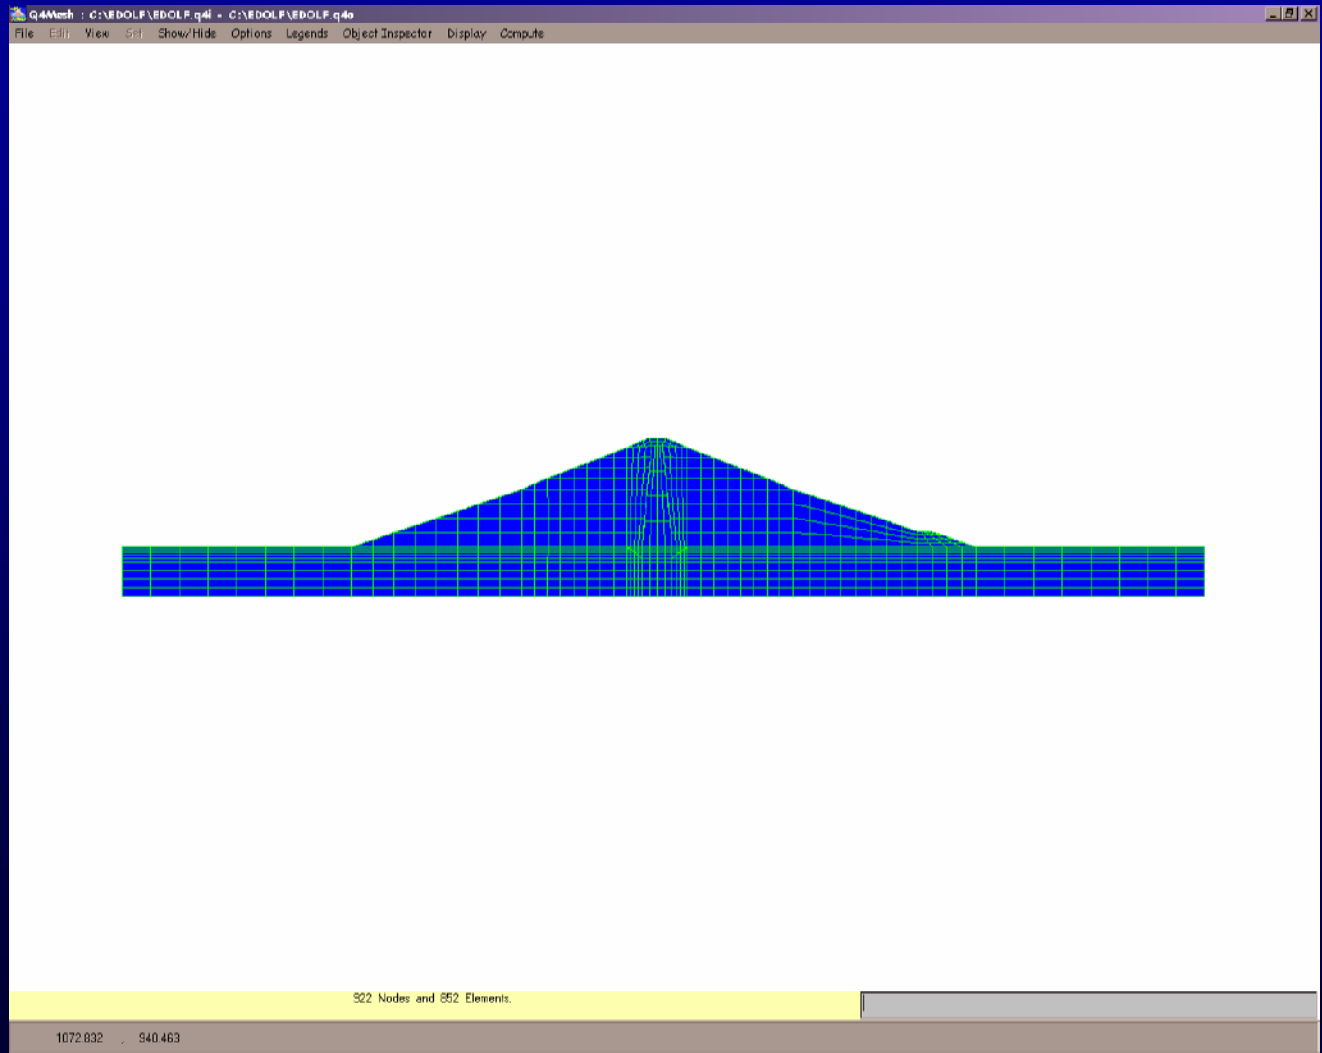 Q4Mesh : C:\EDOLF\EDOLF.q4i - C:\EDOLF\EDOLF.q4o
File Edit View Set Show/Hide Options Legends Object Inspector Display Compute
922 Nodes and 852 Elements.
1072.832 , 940.463